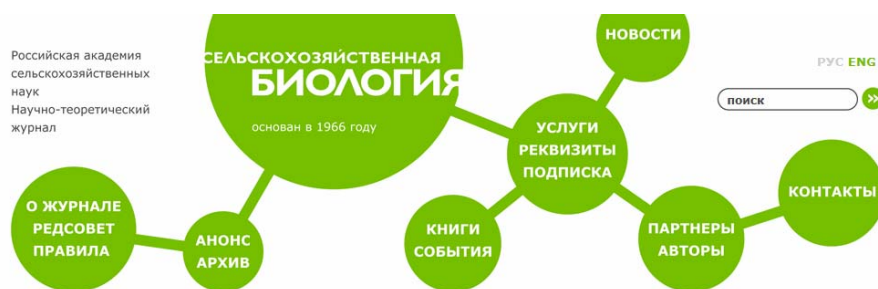 Российская академия
сельскохозяйственных
наук
Научно-теоретический
журнал
СЕЛЬСКОХОЗЯЙСТВЕННАЯ
БИОЛОГИЯ
основан в 1966 году
НОВОСТИ
РУС ENG
поиск
»
УСЛУГИ
РЕКВИЗИТЫ
ПОДПИСКА
О ЖУРНАЛЕ
РЕДСОВЕТ
ПРАВИЛА
АНОНС
АРХИВ
КНИГИ
СОБЫТИЯ
ПАРТНЕРЫ
АВТОРЫ
КОНТАКТЫ